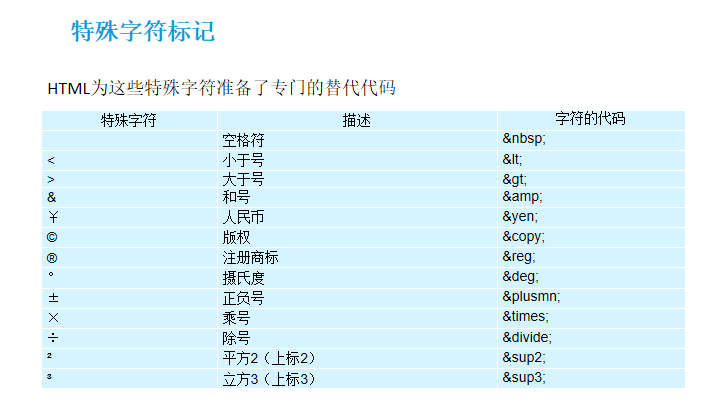 特殊字符标记
HTML为这些特殊字符准备了专门的替代代码
特殊字符 描述 字符的代码
空格符 &nbsp;
< 小于号 &lt;
> 大于号 &gt;
& 和号 &amp;
￥ 人民币 &yen;
© 版权 &copy;
® 注册商标 &reg;
° 摄氏度 &deg;
± 正负号 &plusmn;
× 乘号 &times;
÷ 除号 &divide;
² 平方2（上标2） &sup2;
³ 立方3（上标3） &sup3;